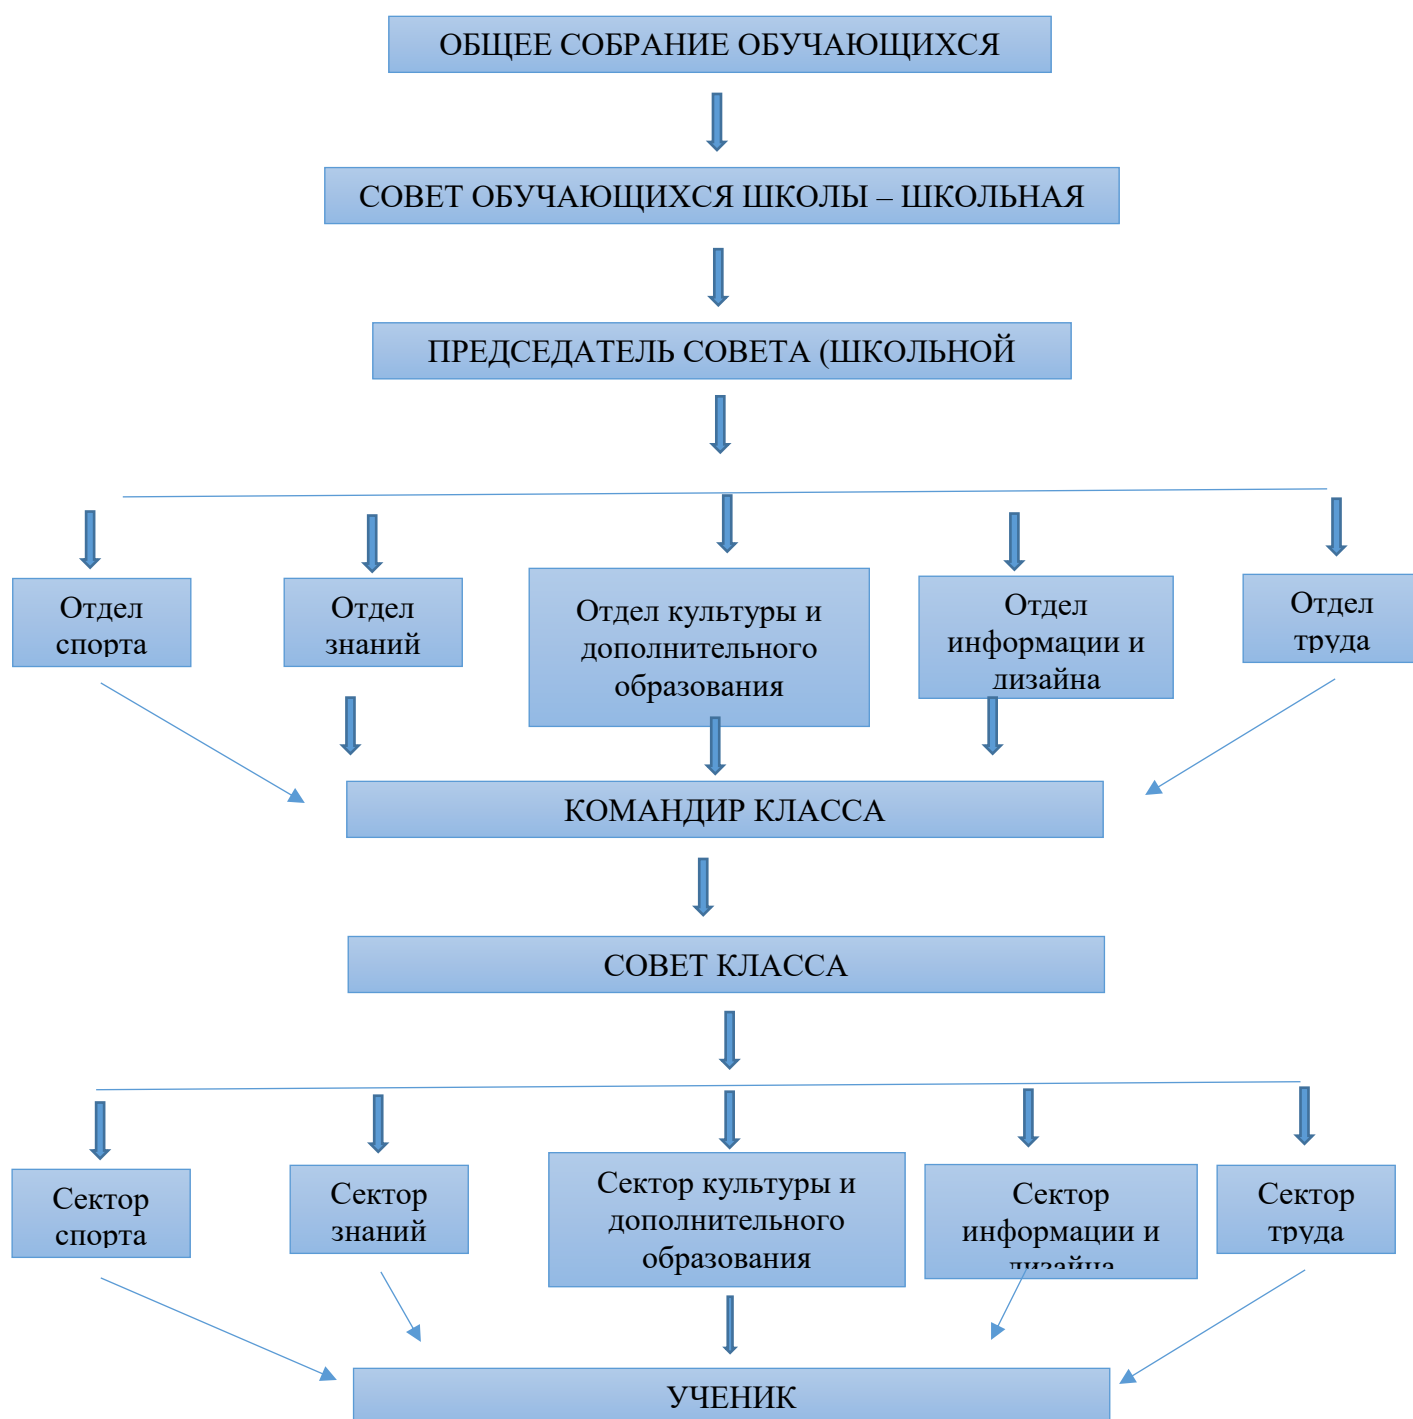 ОБЩЕЕ СОБРАНИЕ ОБУЧАЮЩИХСЯ
СОВЕТ ОБУЧАЮЩИХСЯ ШКОЛЫ – ШКОЛЬНАЯ
ПРЕДСЕДАТЕЛЬ СОВЕТА (ШКОЛЬНОЙ
Отдел
спорта
Отдел
знаний
Отдел культуры и
дополнительного
образования
Отдел
информации и
дизайна
Отдел
труда
КОМАНДИР КЛАССА
СОВЕТ КЛАССА
Сектор
спорта
Сектор
знаний
Сектор культуры и
дополнительного
образования
Сектор
информации и
дизайна
Сектор
труда
УЧЕНИК